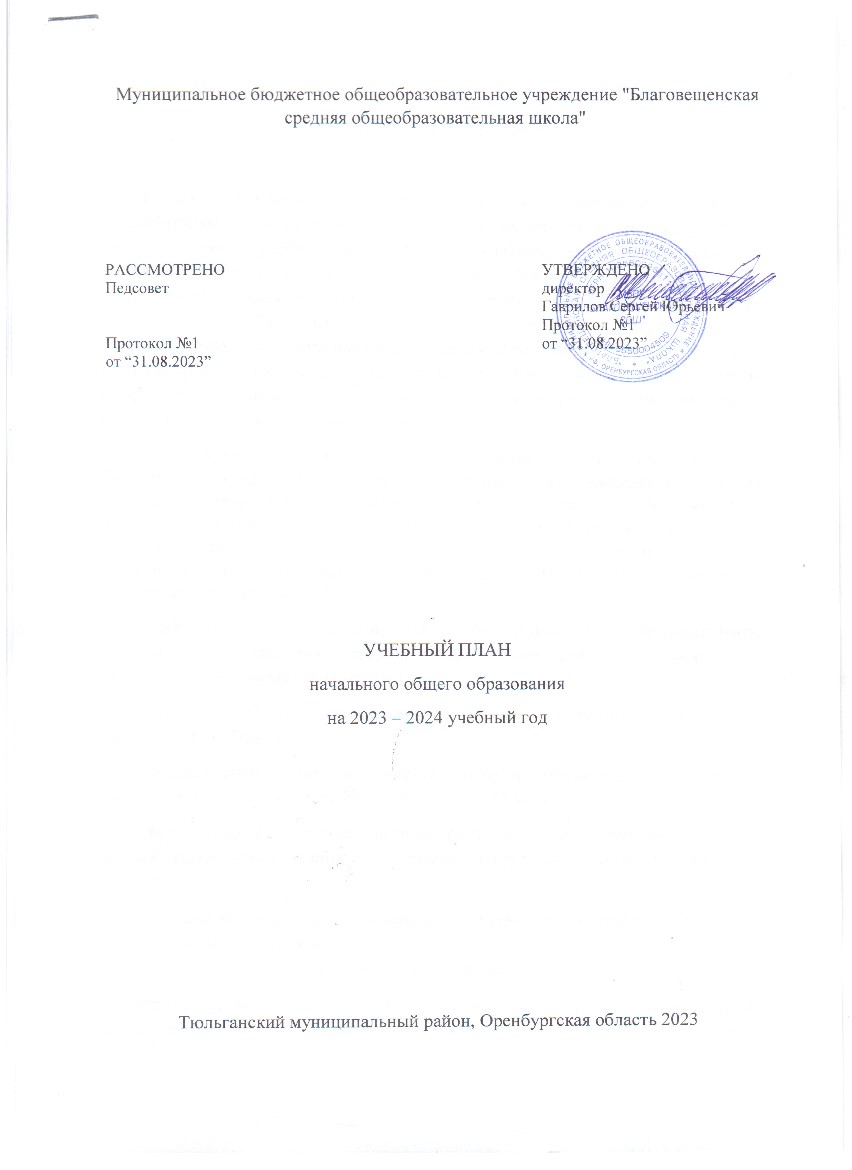 Муниципальное бюджетное общеобразовательное учреждение "Благовещенская
средняя общеобразовательная школа"
РАССМОТРЕНО
Педсовет
Протокол №1
от “31.08.2023”
УТВЕРЖДЕНО
директор
Гаврилов Сергей Юрьевич
Протокол №1
от “31.08.2023”
УЧЕБНЫЙ ПЛАН
начального общего образования
на 2023 – 2024 учебный год
Тюльганский муниципальный район, Оренбургская область 2023